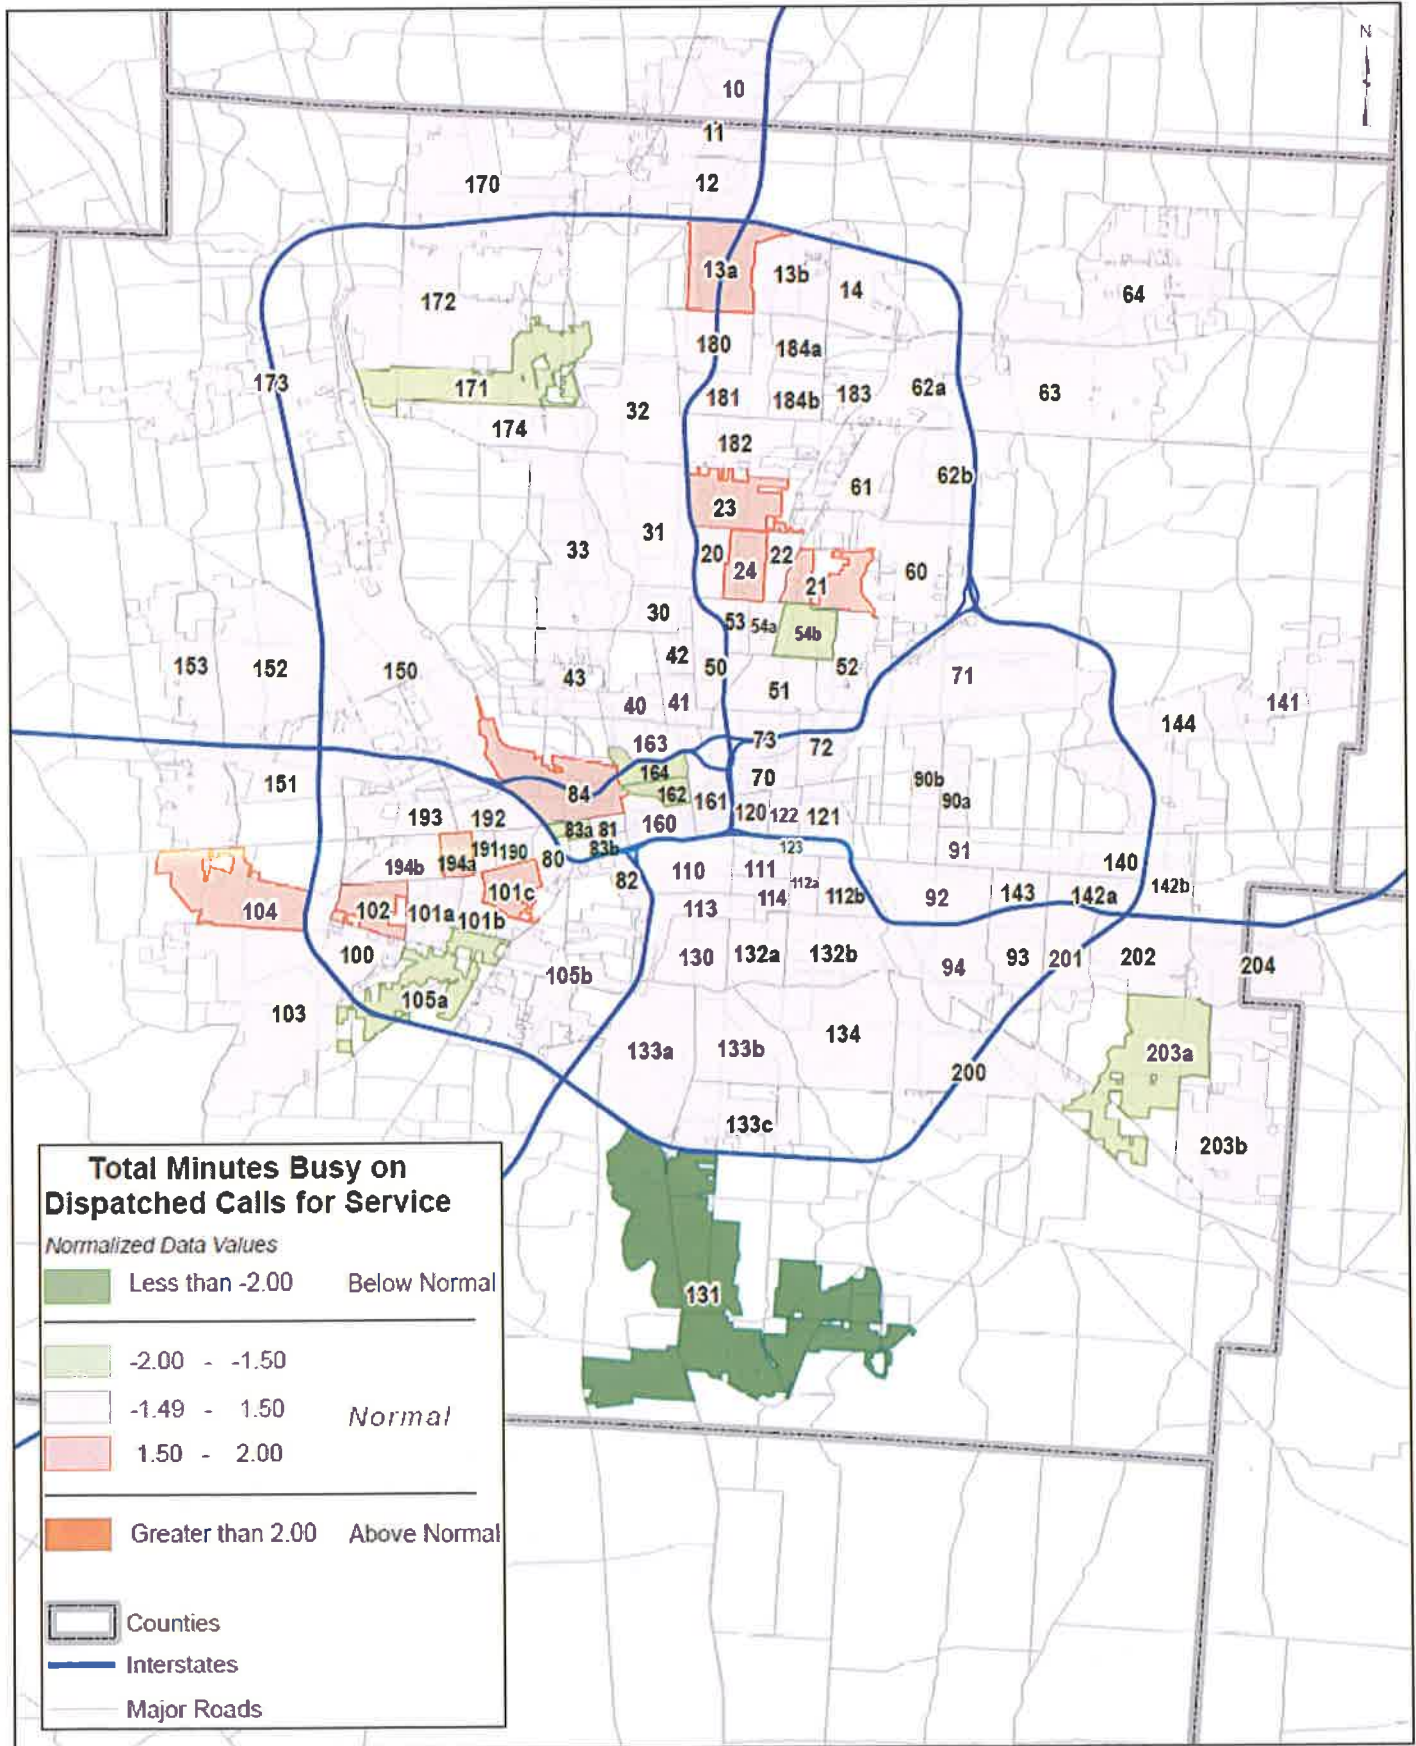 N
10
11
170
12
13a
13b
14
64
172
180
184a
173
171
32
181
184b
183
62a
63
174
182
62b
23
61
31
33
20
22
24
21
60
30
53
54a
54b
42
50
52
153
152
150
43
51
71
40
41
141
144
163
73
72
164
70
151
84
162
161
90b
90a
193
192
83a
81
160
120
122
121
191
190
83b
123
194b
194a
80
91
140
101c
82
110
111
112a
142b
104
102
101a
101b
113
114
112b
92
143
142a
100
105b
130
132a
132b
94
93
201
202
204
105a
103
133a
133b
134
203a
200
133c
203b
131
Total Minutes Busy on
Dispatched Calls for Service
Normalized Data Values
Less than -2.00 Below Normal
-2.00 - -1.50
-1.49 - 1.50 Normal
1.50 - 2.00
Greater than 2.00 Above Normal
Counties
Interstates
Major Roads